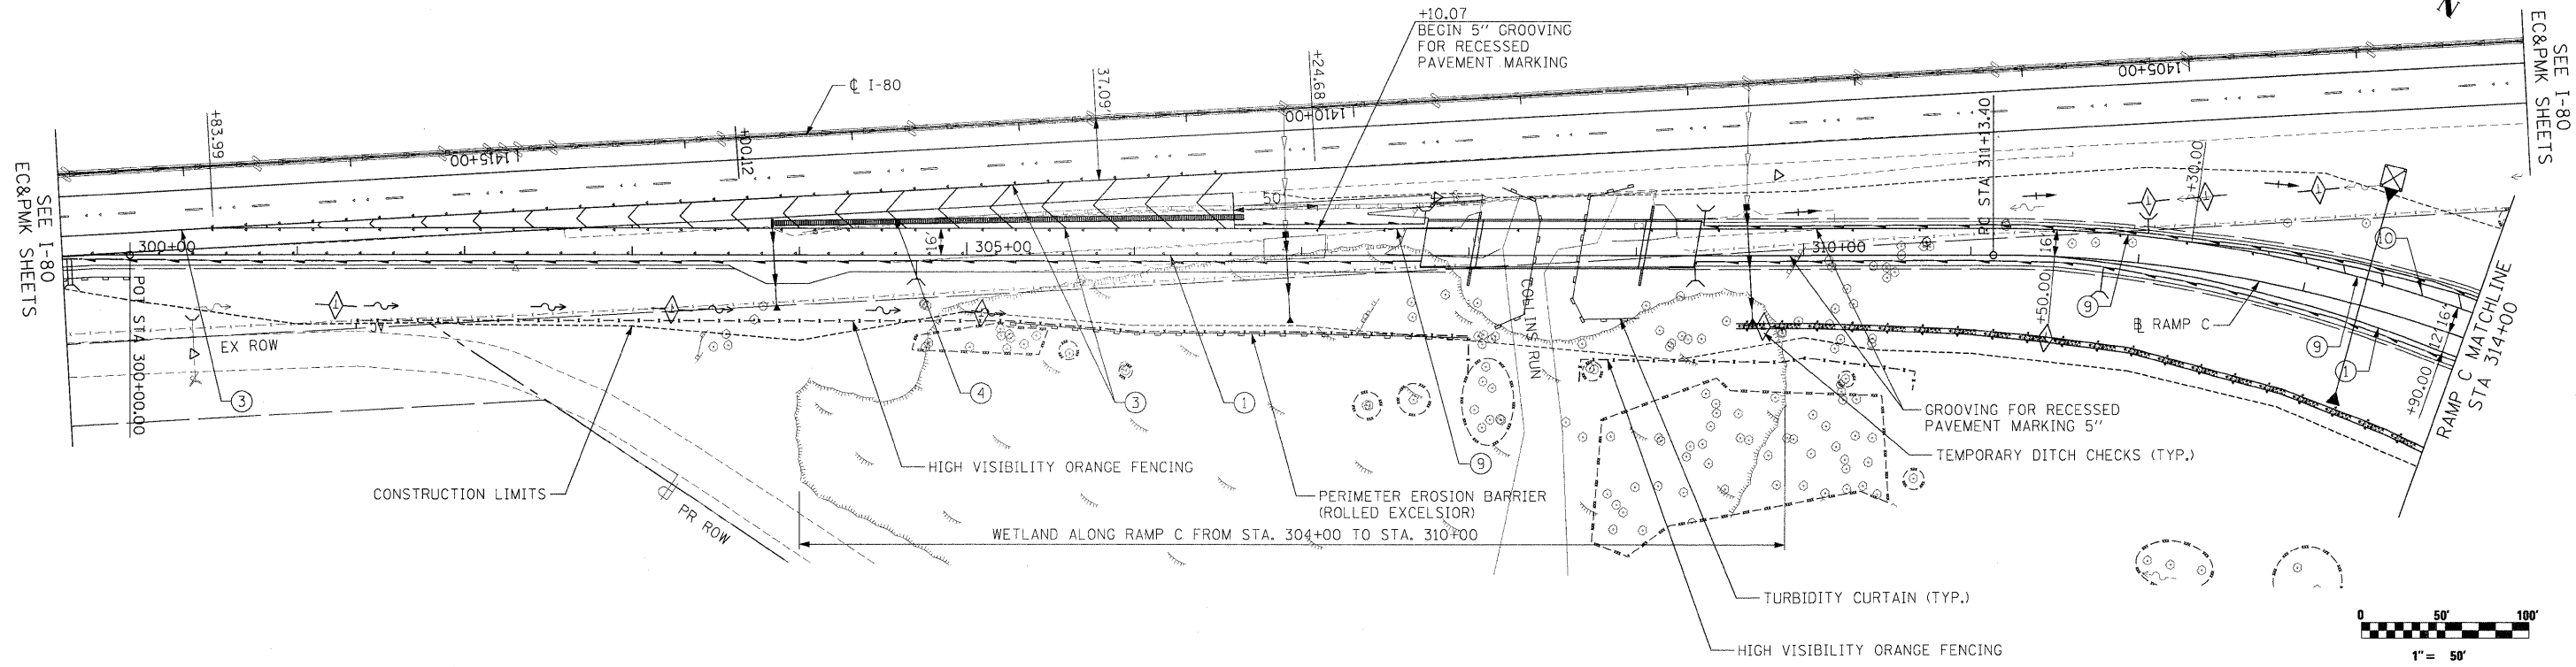 N
+10.07
BEGIN 5" GROOVING
FOR RECESSED
PAVEMENT MARKING
SEE I-80
EC&PMK SHEETS
℄ I-80
+83.99
1415+00
+00.12
37.09'
+24.68
1410+00
1405+00
PC STA 311+13.40
+30.00
SEE I-80
EC&PMK SHEETS
300+00
305+00
310+00
16'
50'
16'
+50.00
POT STA 300+00.00
EX ROW
3
4
3
1
9
9
9
10
1
℄ RAMP C
12'
16'
+90.00
RAMP C MATCHLINE
STA 314+00
COLLINS RUN
GROOVING FOR RECESSED
PAVEMENT MARKING 5"
TEMPORARY DITCH CHECKS (TYP.)
HIGH VISIBILITY ORANGE FENCING
CONSTRUCTION LIMITS
PERIMETER EROSION BARRIER
(ROLLED EXCELSIOR)
PR ROW
WETLAND ALONG RAMP C FROM STA. 304+00 TO STA. 310+00
TURBIDITY CURTAIN (TYP.)
HIGH VISIBILITY ORANGE FENCING
0 50' 100'
1" = 50'